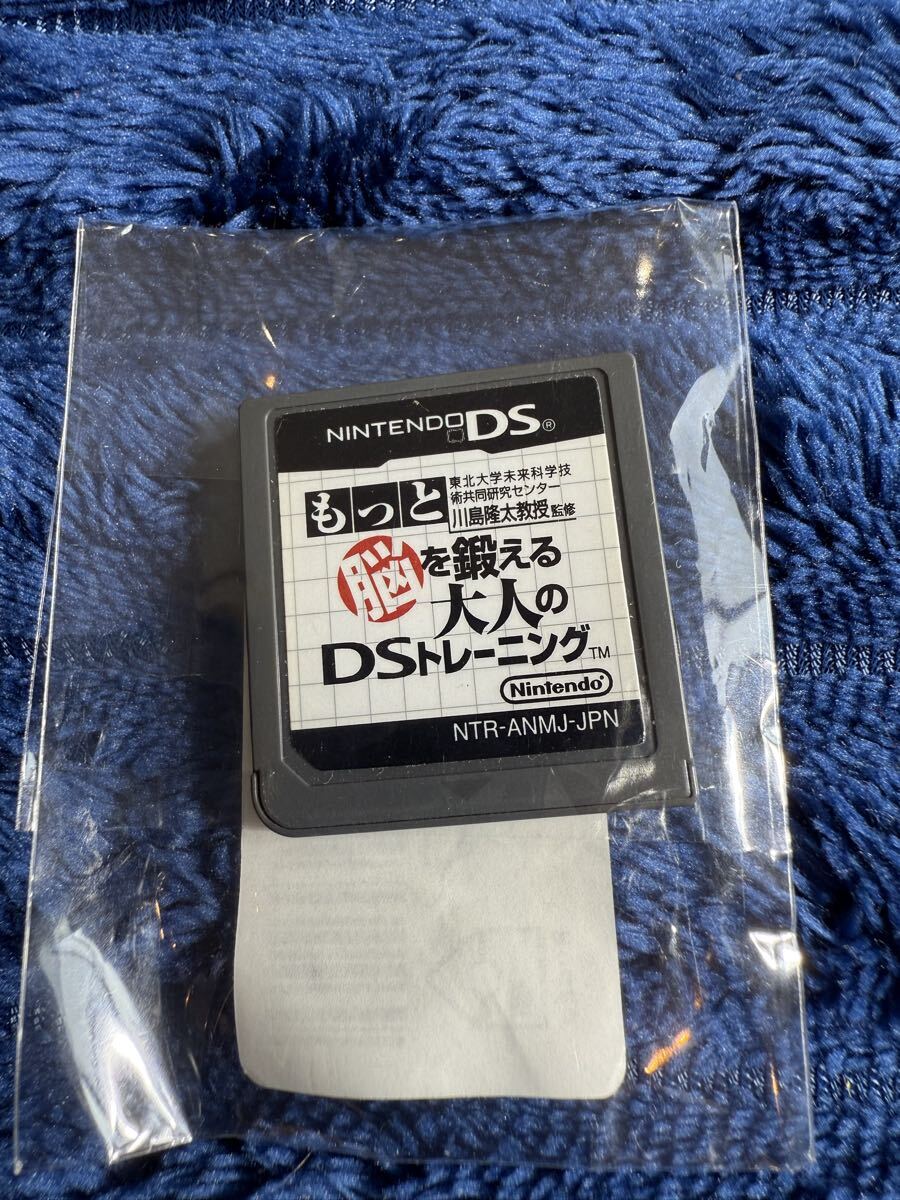 NINTENDO DS®
もっと
東北大学未来科学技
術共同研究センター
川島隆太教授監修
脳を鍛える
大人の
DSトレーニング™
Nintendo®
NTR-ANMJ-JPN